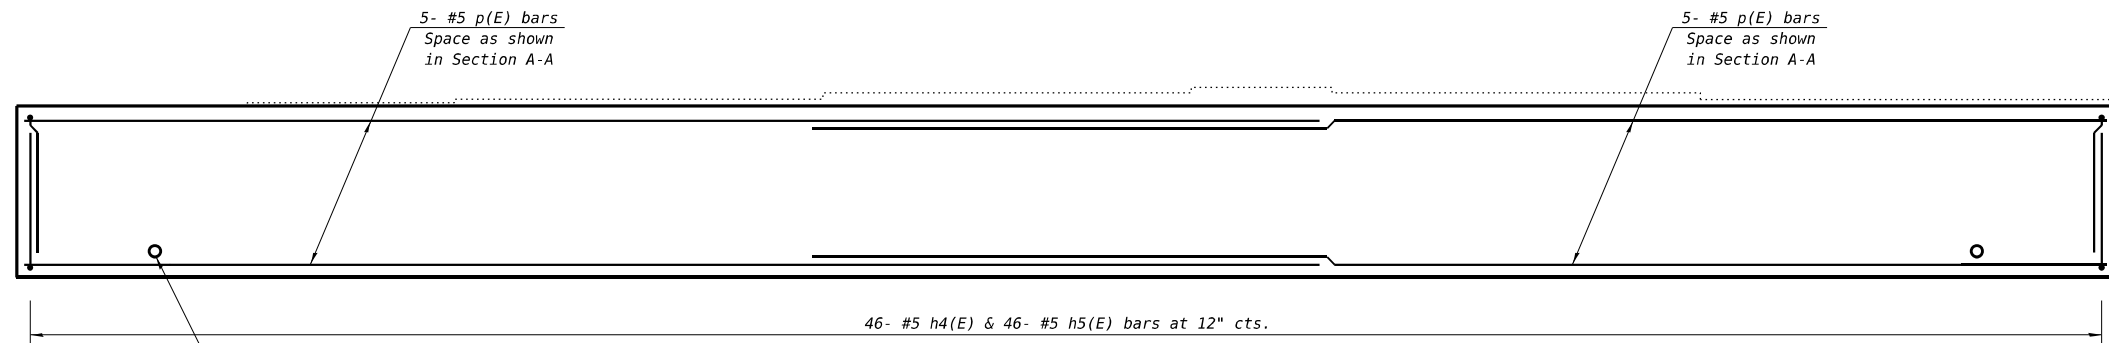 5- #5 p(E) bars
Space as shown
in Section A-A
5- #5 p(E) bars
Space as shown
in Section A-A
46- #5 h4(E) & 46- #5 h5(E) bars at 12" cts.